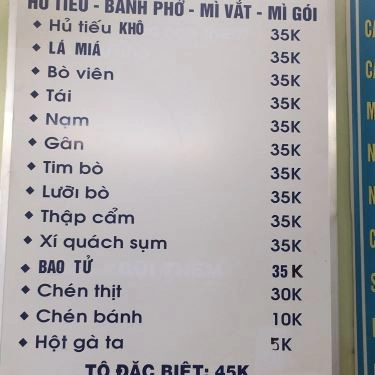 HỦ TIẾU - BÁNH PHỞ - MÌ VẮT - MÌ GÓI
Hủ tiếu KHÔ 35K
LÁ MIÁ 35K
Bò viên 35K
Tái 35K
Nạm 35K
Gân 35K
Tim bò 35K
Lưỡi bò 35K
Thập cẩm 35K
Xí quách sụm 35K
BAO TỬ 35K
Chén thịt 30K
Chén bánh 10K
Hột gà ta 5K
TÔ ĐẶC BIỆT: 45K